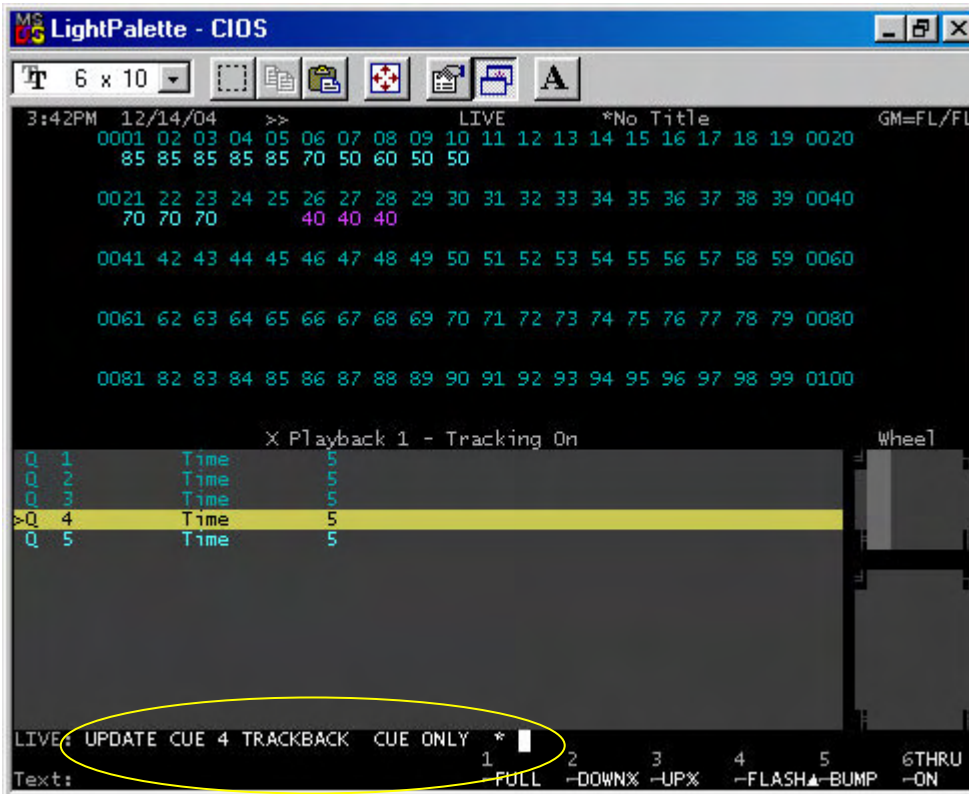 MS
LightPalette - CIOS
Tr 6 x 10
A
3:42PM 12/14/04 >> LIVE *No Title GM=FL/FL
0001 02 03 04 05 06 07 08 09 10 11 12 13 14 15 16 17 18 19 0020
85 85 85 85 85 70 50 60 50 50
0021 22 23 24 25 26 27 28 29 30 31 32 33 34 35 36 37 38 39 0040
70 70 70 40 40 40
0041 42 43 44 45 46 47 48 49 50 51 52 53 54 55 56 57 58 59 0060
0061 62 63 64 65 66 67 68 69 70 71 72 73 74 75 76 77 78 79 0080
0081 82 83 84 85 86 87 88 89 90 91 92 93 94 95 96 97 98 99 0100
X Playback 1 - Tracking On Wheel
Q 1 Time 5
Q 2 Time 5
Q 3 Time 5
>Q 4 Time 5
Q 5 Time 5
LIVE: UPDATE CUE 4 TRACKBACK CUE ONLY *
1 2 3 4 5 6THRU
Text: ¬FULL ¬DOWN% ¬UP% ¬FLASH▲¬BUMP ¬ON